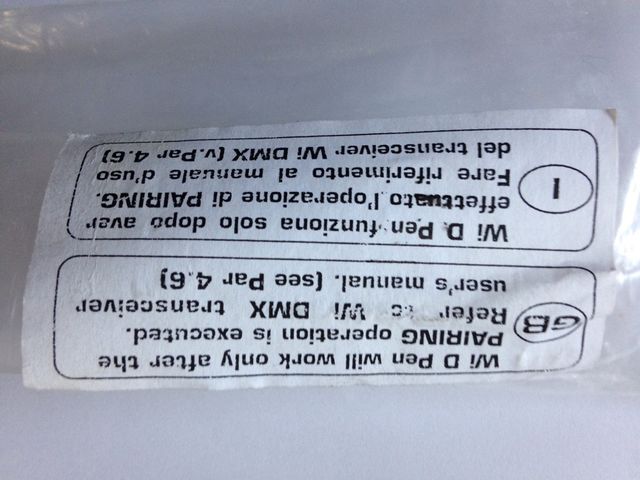 GB
Wi D Pen will work only after the
PAIRING operation is executed.
Refer to Wi DMX transceiver
user's manual. (see Par 4.6)
I
Wi D Pen funziona solo dopo aver
effettuato l'operazione di PAIRING.
Fare riferimento al manuale d'uso
del transceiver Wi DMX (v.Par 4.6)